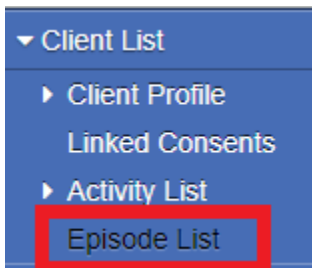 Client List
Client Profile
Linked Consents
Activity List
Episode List